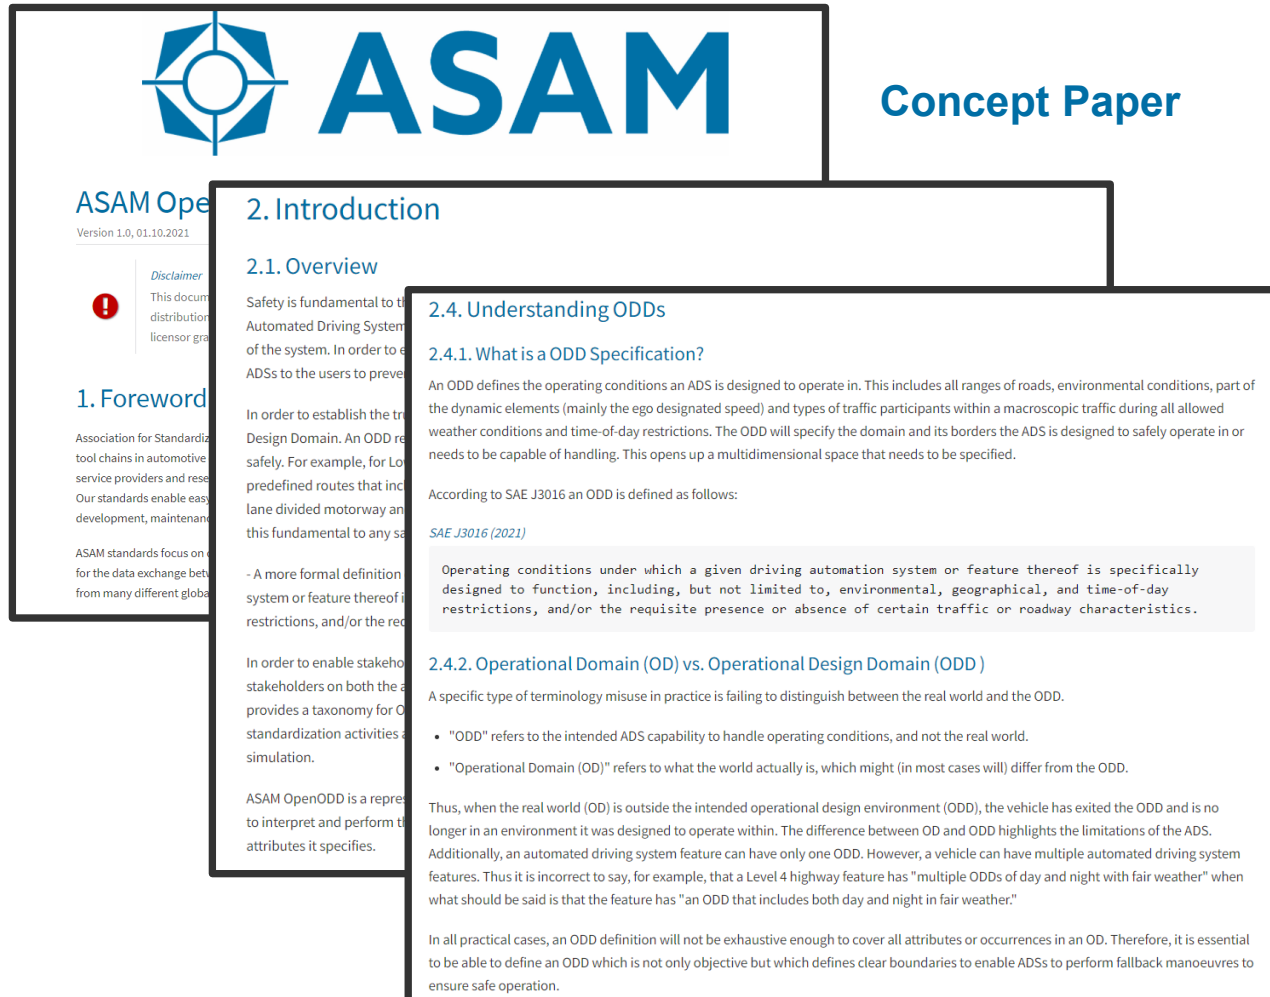 ASAM
Concept Paper
ASAM Ope
Version 1.0, 01.10.2021
Disclaimer
This docum
distribution
licensor gra
1. Foreword
Association for Standardiz
tool chains in automotive
service providers and rese
Our standards enable easy
development, maintenanc
ASAM standards focus on
for the data exchange betw
from many different globa
2. Introduction
2.1. Overview
Safety is fundamental to th
Automated Driving System
of the system. In order to e
ADSs to the users to preve
In order to establish the tru
Design Domain. An ODD re
safely. For example, for Lo
predefined routes that incl
lane divided motorway an
this fundamental to any sa
- A more formal definition
system or feature thereof i
restrictions, and/or the rec
In order to enable stakeho
stakeholders on both the a
provides a taxonomy for O
standardization activities a
simulation.
ASAM OpenODD is a repres
to interpret and perform th
attributes it specifies.
2.4. Understanding ODDs
2.4.1. What is a ODD Specification?
An ODD defines the operating conditions an ADS is designed to operate in. This includes all ranges of roads, environmental conditions, part of
the dynamic elements (mainly the ego designated speed) and types of traffic participants within a macroscopic traffic during all allowed
weather conditions and time-of-day restrictions. The ODD will specify the domain and its borders the ADS is designed to safely operate in or
needs to be capable of handling. This opens up a multidimensional space that needs to be specified.
According to SAE J3016 an ODD is defined as follows:
SAE J3016 (2021)
Operating conditions under which a given driving automation system or feature thereof is specifically
designed to function, including, but not limited to, environmental, geographical, and time-of-day
restrictions, and/or the requisite presence or absence of certain traffic or roadway characteristics.
2.4.2. Operational Domain (OD) vs. Operational Design Domain (ODD )
A specific type of terminology misuse in practice is failing to distinguish between the real world and the ODD.
• "ODD" refers to the intended ADS capability to handle operating conditions, and not the real world.
• "Operational Domain (OD)" refers to what the world actually is, which might (in most cases will) differ from the ODD.
Thus, when the real world (OD) is outside the intended operational design environment (ODD), the vehicle has exited the ODD and is no
longer in an environment it was designed to operate within. The difference between OD and ODD highlights the limitations of the ADS.
Additionally, an automated driving system feature can have only one ODD. However, a vehicle can have multiple automated driving system
features. Thus it is incorrect to say, for example, that a Level 4 highway feature has "multiple ODDs of day and night with fair weather" when
what should be said is that the feature has "an ODD that includes both day and night in fair weather."
In all practical cases, an ODD definition will not be exhaustive enough to cover all attributes or occurrences in an OD. Therefore, it is essential
to be able to define an ODD which is not only objective but which defines clear boundaries to enable ADSs to perform fallback manoeuvres to
ensure safe operation.